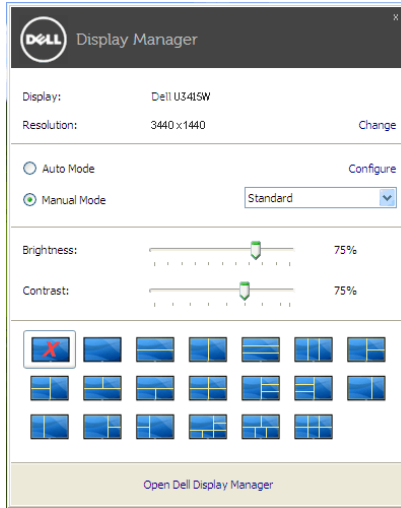 x
DELL Display Manager
Display: Dell U3415W
Resolution: 3440 x 1440 Change
Auto Mode Configure
Manual Mode Standard
Brightness: 75%
Contrast: 75%
Open Dell Display Manager